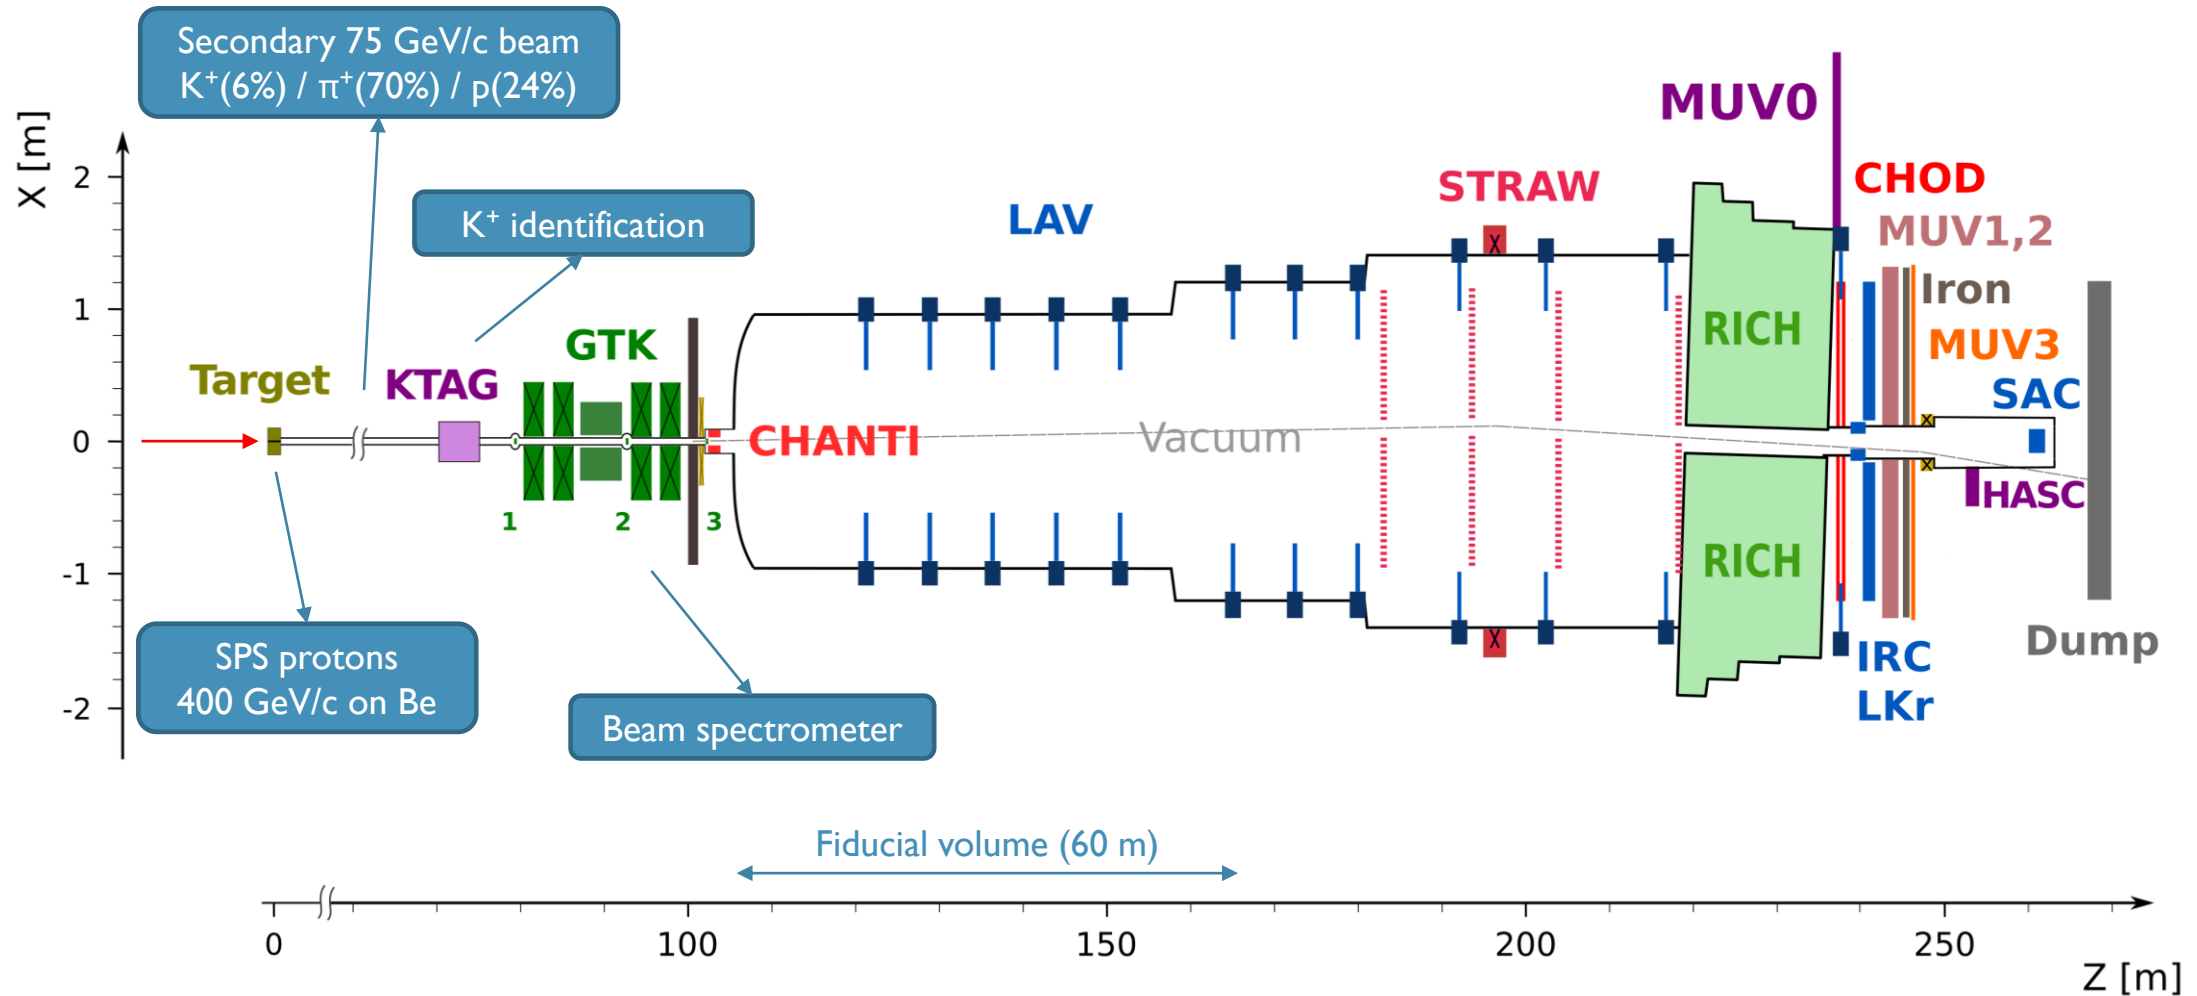 Secondary 75 GeV/c beam
K⁺(6%) / π⁺(70%) / p(24%)
K⁺ identification
X [m]
2
1
0
-1
-2
Target
KTAG
GTK
1
2
3
CHANTI
LAV
Vacuum
STRAW
RICH
RICH
MUV0
CHOD
MUV1,2
Iron
MUV3
SAC
HASC
IRC
LKr
Dump
SPS protons
400 GeV/c on Be
Beam spectrometer
Fiducial volume (60 m)
0
100
150
200
250
Z [m]